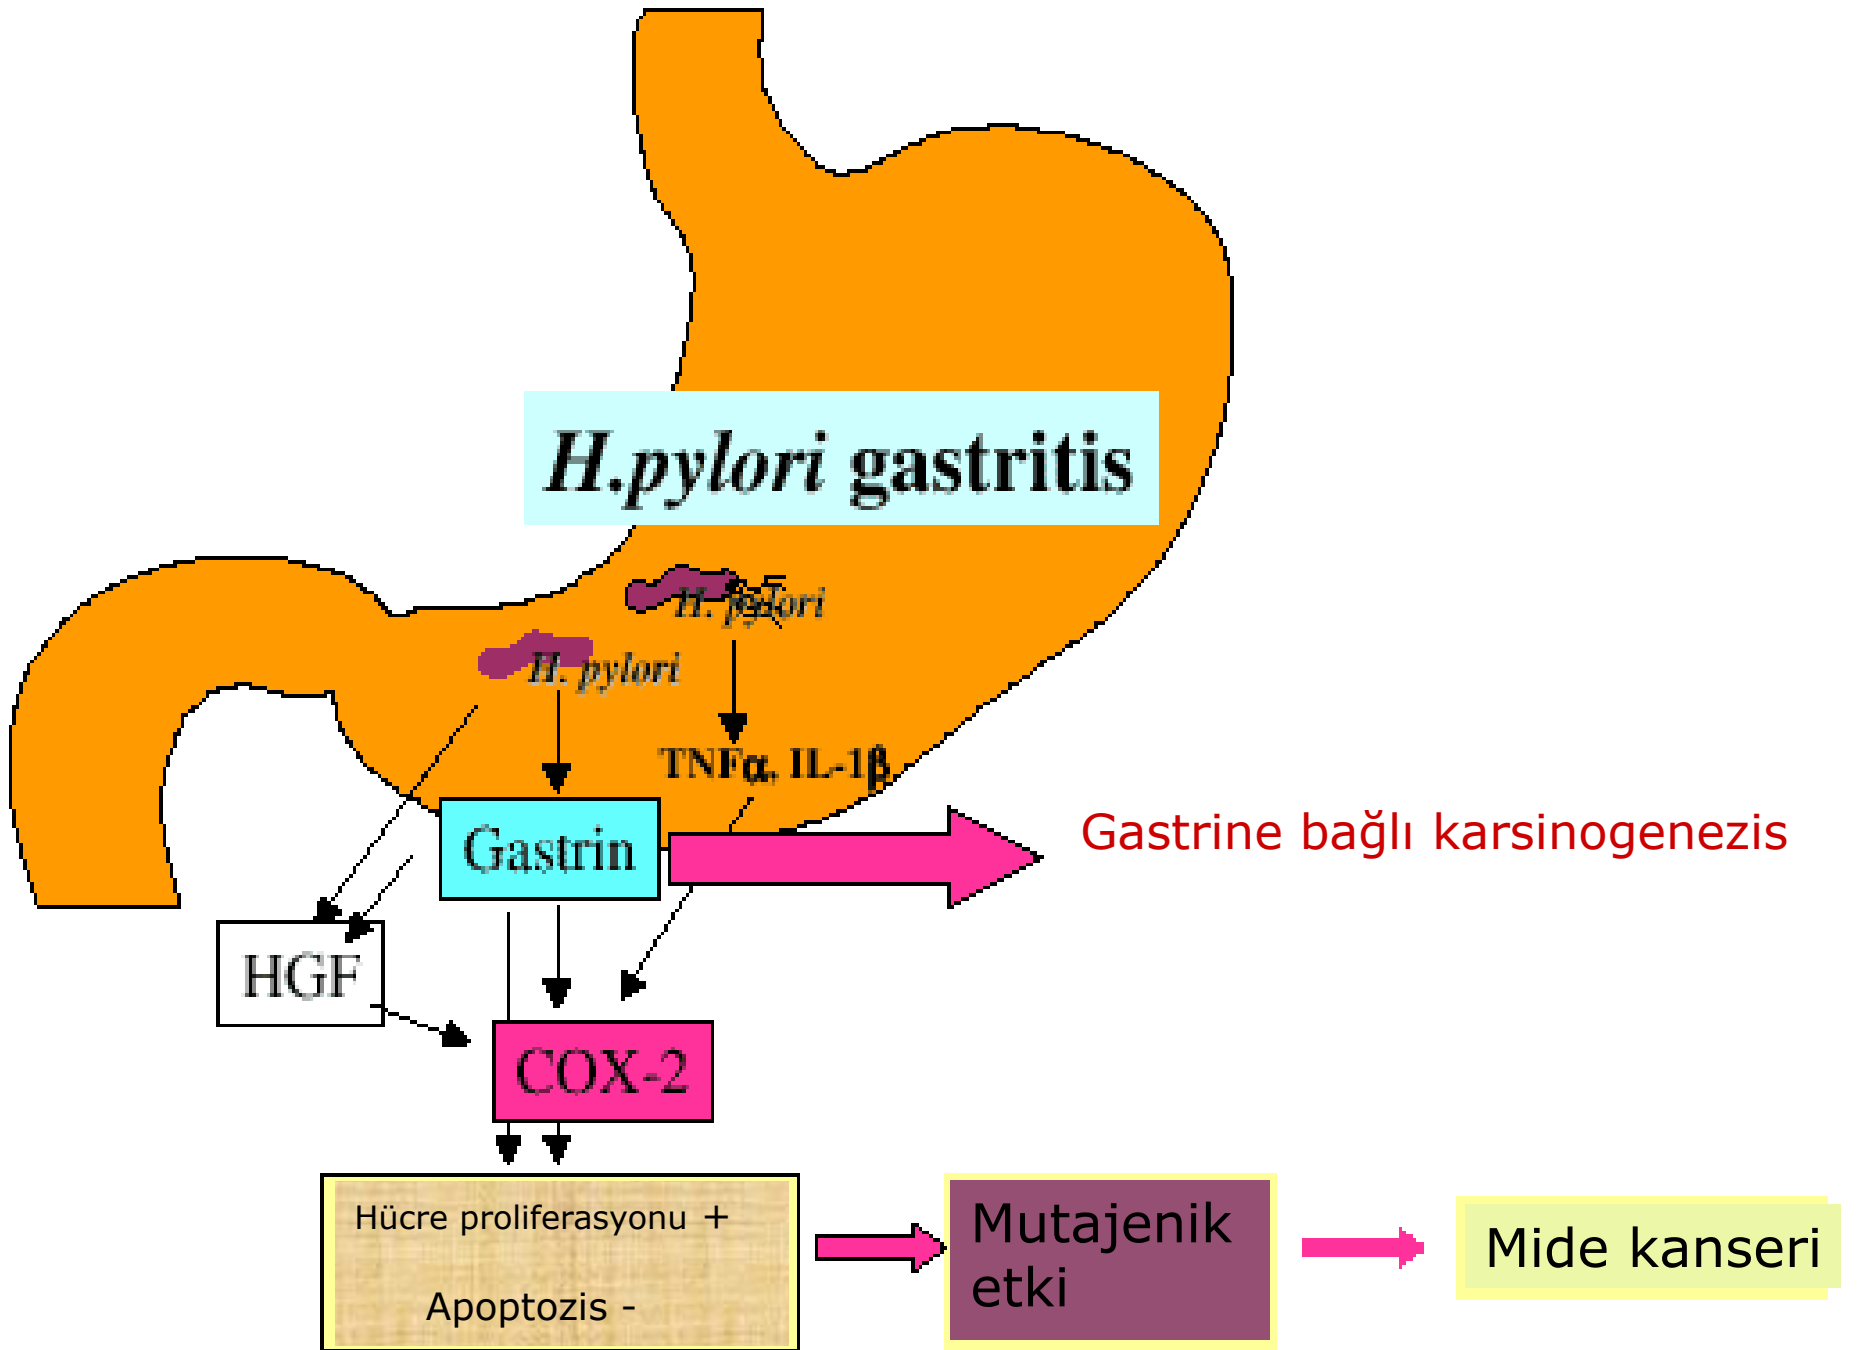 H.pylori gastritis
H. pylori
H. pylori
TNFα, IL-1β
Gastrin
Gastrine bağlı karsinogenezis
HGF
COX-2
Hücre proliferasyonu +
Apoptozis -
Mutajenik
etki
Mide kanseri